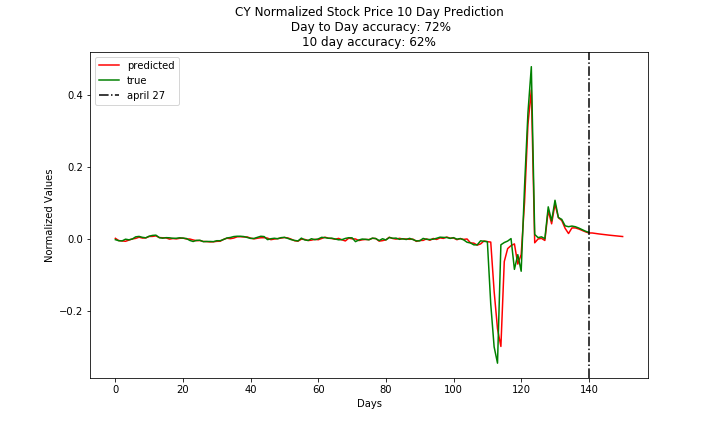 CY Normalized Stock Price 10 Day Prediction
Day to Day accuracy: 72%
10 day accuracy: 62%
predicted
true
april 27
Normalized Values
0.4
0.2
0.0
−0.2
0 20 40 60 80 100 120 140
Days